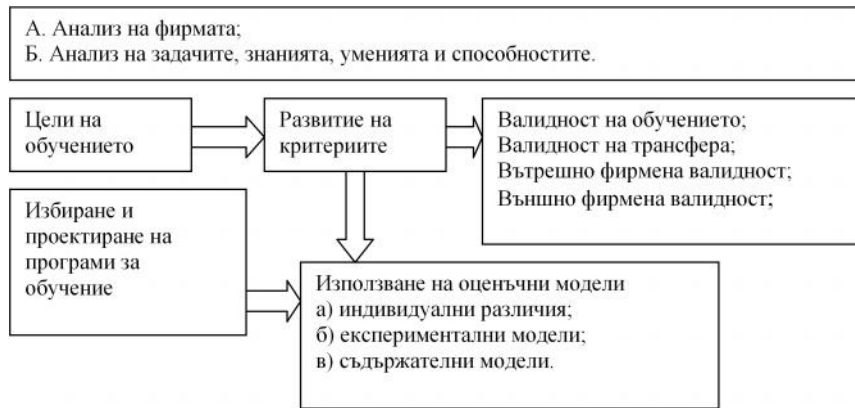 А. Анализ на фирмата;
Б. Анализ на задачите, знанията, уменията и способностите.
Цели на
обучението
Развитие на
критериите
Валидност на обучението;
Валидност на трансфера;
Вътрешно фирмена валидност;
Външно фирмена валидност;
Избиране и
проектиране на
програми за
обучение
Използване на оценъчни модели
а) индивидуални различия;
б) експериментални модели;
в) съдържателни модели.